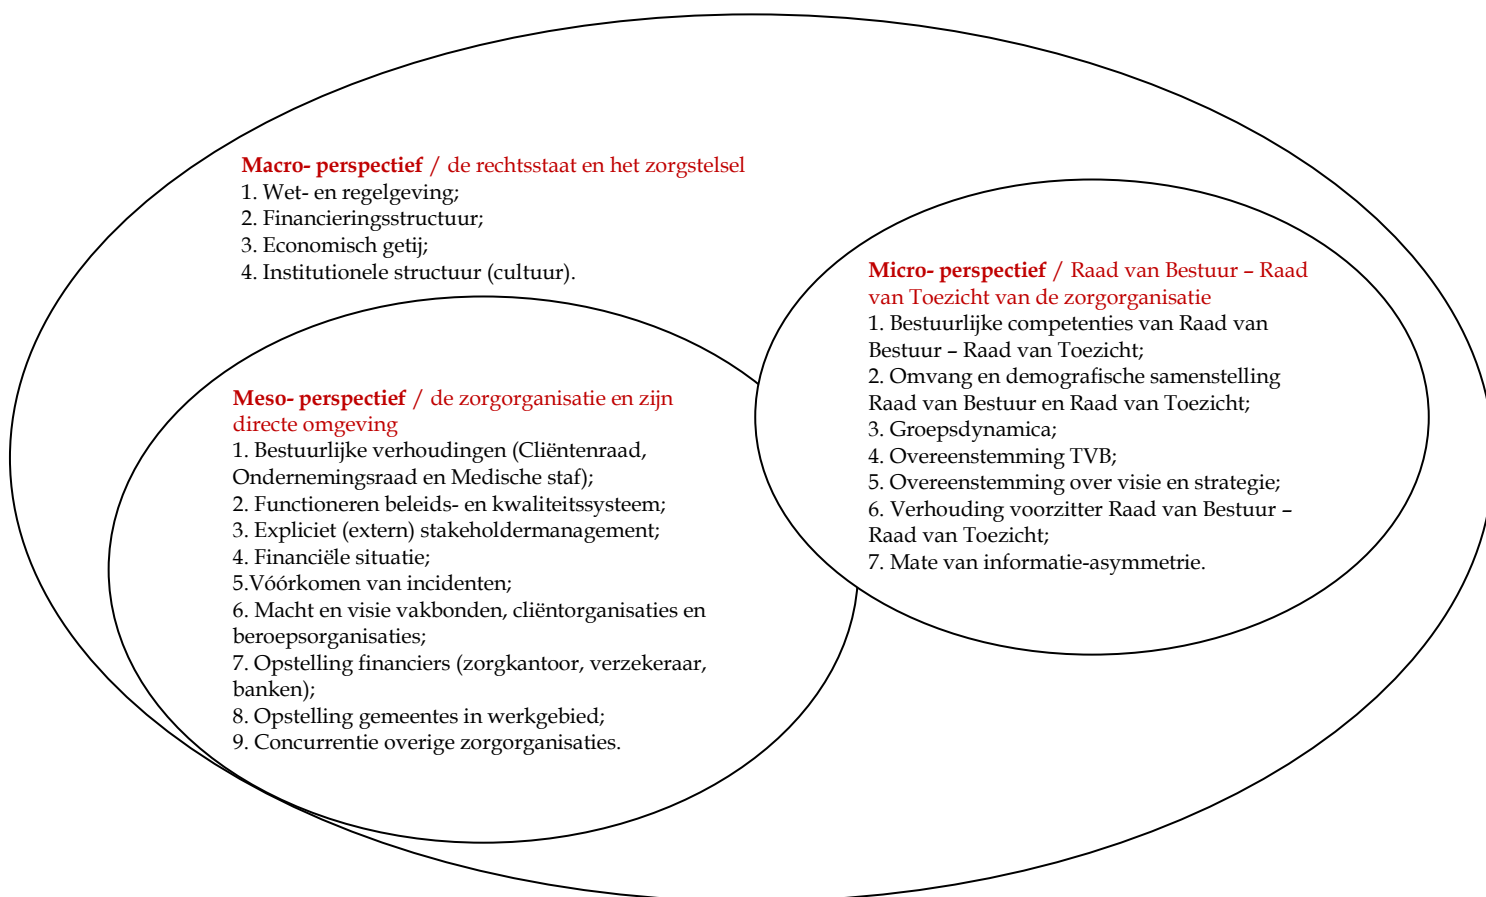 Macro- perspectief / de rechtsstaat en het zorgstelsel
1. Wet- en regelgeving;
2. Financieringsstructuur;
3. Economisch getij;
4. Institutionele structuur (cultuur).
Meso- perspectief / de zorgorganisatie en zijn
directe omgeving
1. Bestuurlijke verhoudingen (Cliëntenraad,
Ondernemingsraad en Medische staf);
2. Functioneren beleids- en kwaliteitssysteem;
3. Expliciet (extern) stakeholdermanagement;
4. Financiële situatie;
5.Vóórkomen van incidenten;
6. Macht en visie vakbonden, cliëntorganisaties en
beroepsorganisaties;
7. Opstelling financiers (zorgkantoor, verzekeraar,
banken);
8. Opstelling gemeentes in werkgebied;
9. Concurrentie overige zorgorganisaties.
Micro- perspectief / Raad van Bestuur – Raad
van Toezicht van de zorgorganisatie
1. Bestuurlijke competenties van Raad van
Bestuur – Raad van Toezicht;
2. Omvang en demografische samenstelling
Raad van Bestuur en Raad van Toezicht;
3. Groepsdynamica;
4. Overeenstemming TVB;
5. Overeenstemming over visie en strategie;
6. Verhouding voorzitter Raad van Bestuur –
Raad van Toezicht;
7. Mate van informatie-asymmetrie.